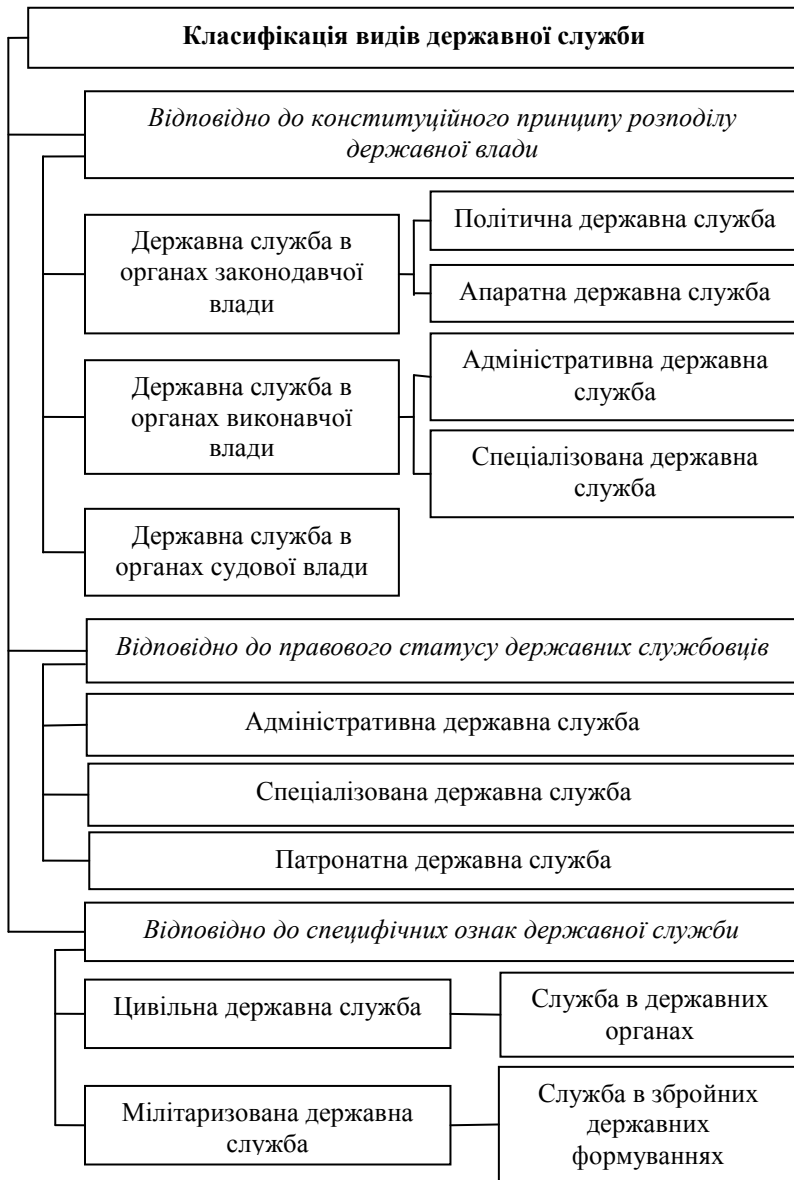 Класифікація видів державної служби
Відповідно до конституційного принципу розподілу
державної влади
Державна служба в
органах законодавчої
влади
Політична державна служба
Апаратна державна служба
Державна служба в
органах виконавчої
влади
Адміністративна державна
служба
Спеціалізована державна
служба
Державна служба в
органах судової влади
Відповідно до правового статусу державних службовців
Адміністративна державна служба
Спеціалізована державна служба
Патронатна державна служба
Відповідно до специфічних ознак державної служби
Цивільна державна служба
Служба в державних
органах
Мілітаризована державна
служба
Служба в збройних
державних
формуваннях